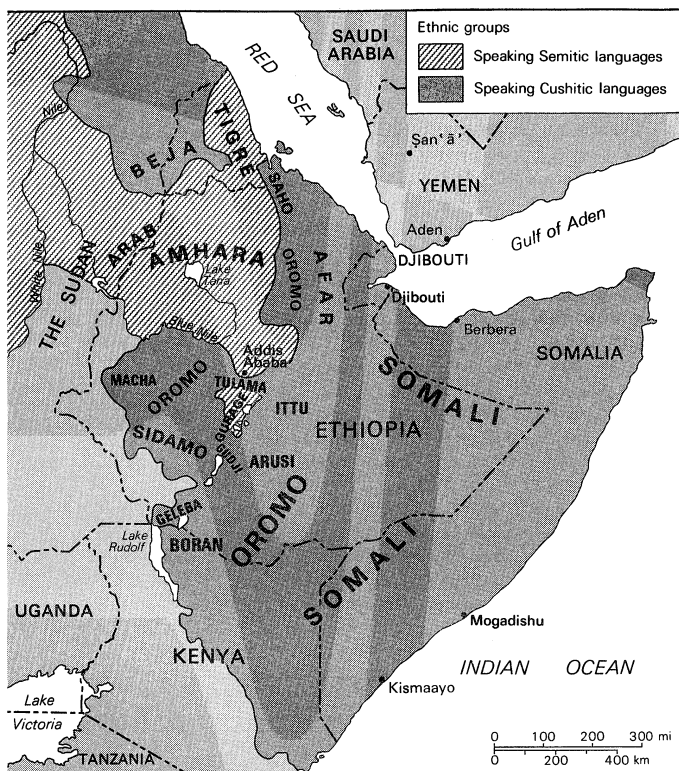 Ethnic groups
Speaking Semitic languages
Speaking Cushitic languages
SAUDI
ARABIA
RED
SEA
Nile
BEJA
TIGRE
Şan‘ā’
YEMEN
SAHO
Aden
Gulf of Aden
ARAB
AMHARA
Lake
Tana
OROMO
AFAR
DJIBOUTI
Djibouti
White Nile
THE SUDAN
Blue Nile
Berbera
Addis
Ababa
SOMALIA
MACHA
OROMO
TULAMA
SOMALI
ITTU
GURAGE
ETHIOPIA
SIDAMO
GUDJI
ARUSI
OROMO
GELEBA
Lake
Rudolf
BORAN
SOMALI
UGANDA
Mogadishu
KENYA
INDIAN OCEAN
Kismaayo
Lake
Victoria
TANZANIA
0 100 200 300 mi
0 200 400 km